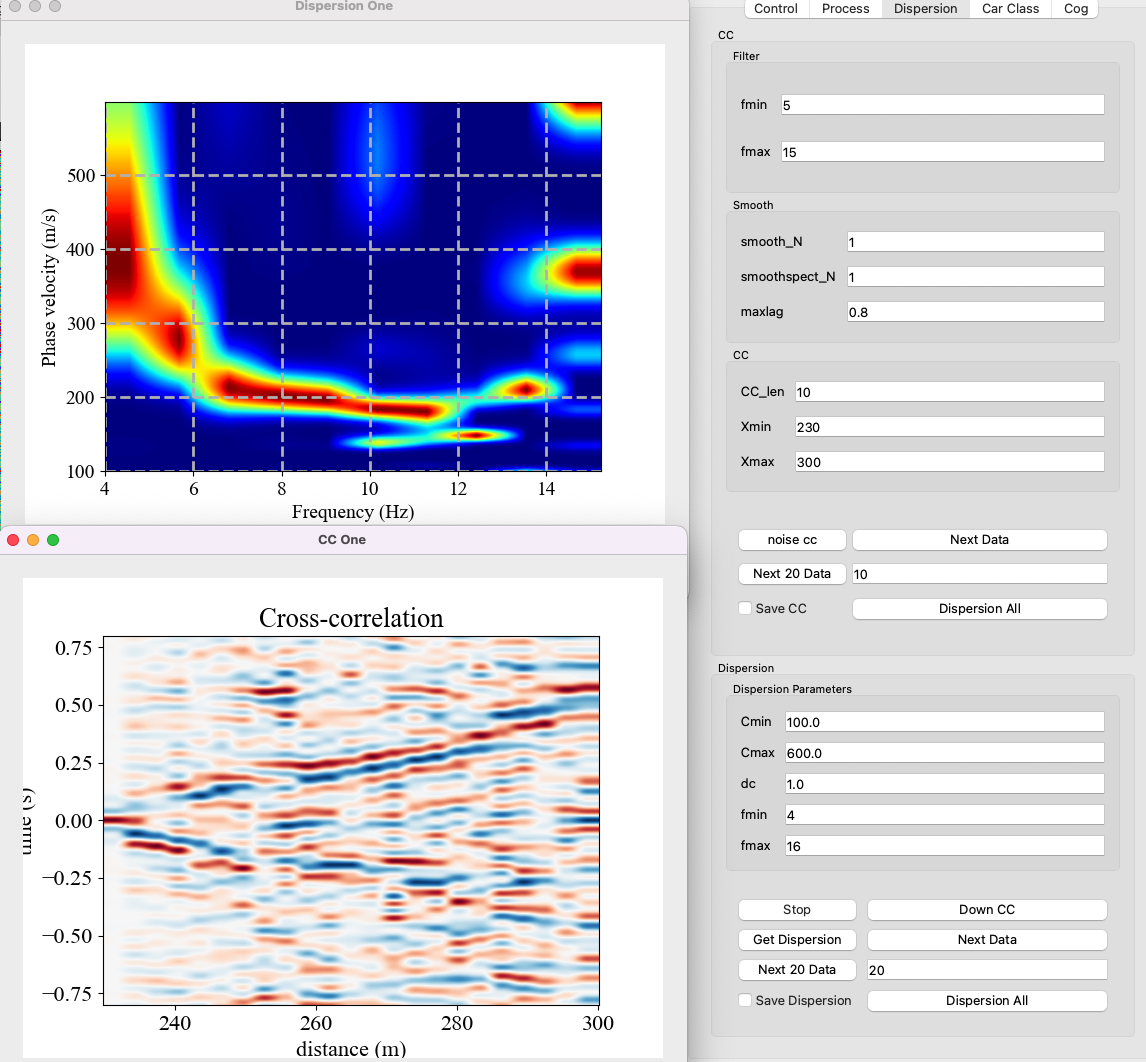 Dispersion One
500
400
300
200
100
Phase velocity (m/s)
4 6 8 10 12 14
Frequency (Hz)
CC One
Cross-correlation
0.75
0.50
0.25
0.00
−0.25
−0.50
−0.75
time (s)
240 260 280 300
distance (m)
Control Process Dispersion Car Class Cog
CC
Filter
fmin 5
fmax 15
Smooth
smooth_N 1
smoothspect_N 1
maxlag 0.8
CC
CC_len 10
Xmin 230
Xmax 300
noise cc Next Data
Next 20 Data 10
Save CC Dispersion All
Dispersion
Dispersion Parameters
Cmin 100.0
Cmax 600.0
dc 1.0
fmin 4
fmax 16
Stop Down CC
Get Dispersion Next Data
Next 20 Data 20
Save Dispersion Dispersion All